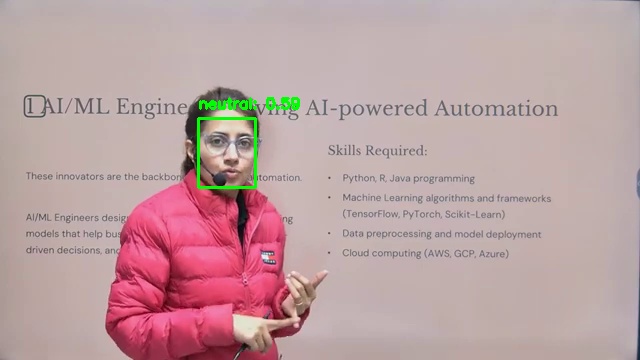 neutral: 0.59
1 AI/ML Engine ing AI-powered Automation
Skills Required:
These innovators are the backbon automation.
• Python, R, Java programming
• Machine Learning algorithms and frameworks
(TensorFlow, PyTorch, Scikit-Learn)
AI/ML Engineers desig
models that help bus
driven decisions, an
• Data preprocessing and model deployment
• Cloud computing (AWS, GCP, Azure)